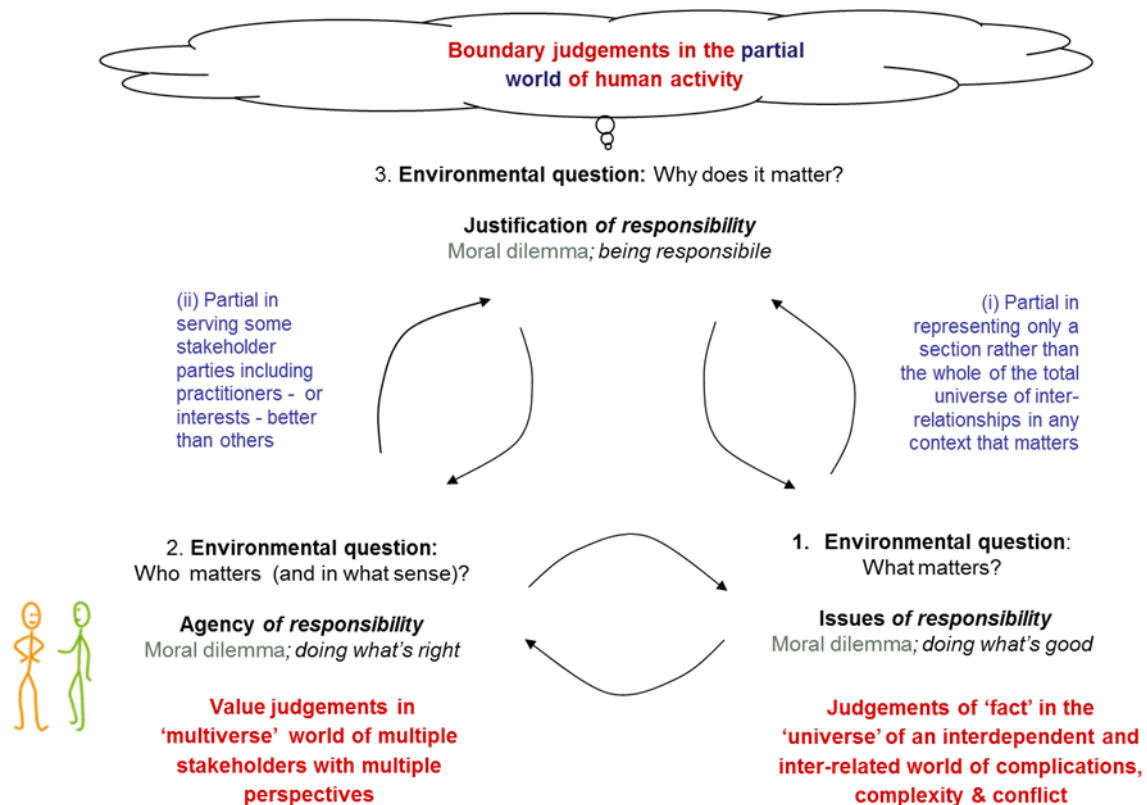 Boundary judgements in the partial
world of human activity
3. Environmental question: Why does it matter?
Justification of responsibility
Moral dilemma; being responsibile
(ii) Partial in
serving some
stakeholder
parties including
practitioners - or
interests - better
than others
(i) Partial in
representing only a
section rather than
the whole of the total
universe of inter-
relationships in any
context that matters
2. Environmental question:
Who matters (and in what sense)?
Agency of responsibility
Moral dilemma; doing what's right
Value judgements in
‘multiverse’ world of multiple
stakeholders with multiple
perspectives
1. Environmental question:
What matters?
Issues of responsibility
Moral dilemma; doing what's good
Judgements of ‘fact’ in the
‘universe’ of an interdependent and
inter-related world of complications,
complexity & conflict